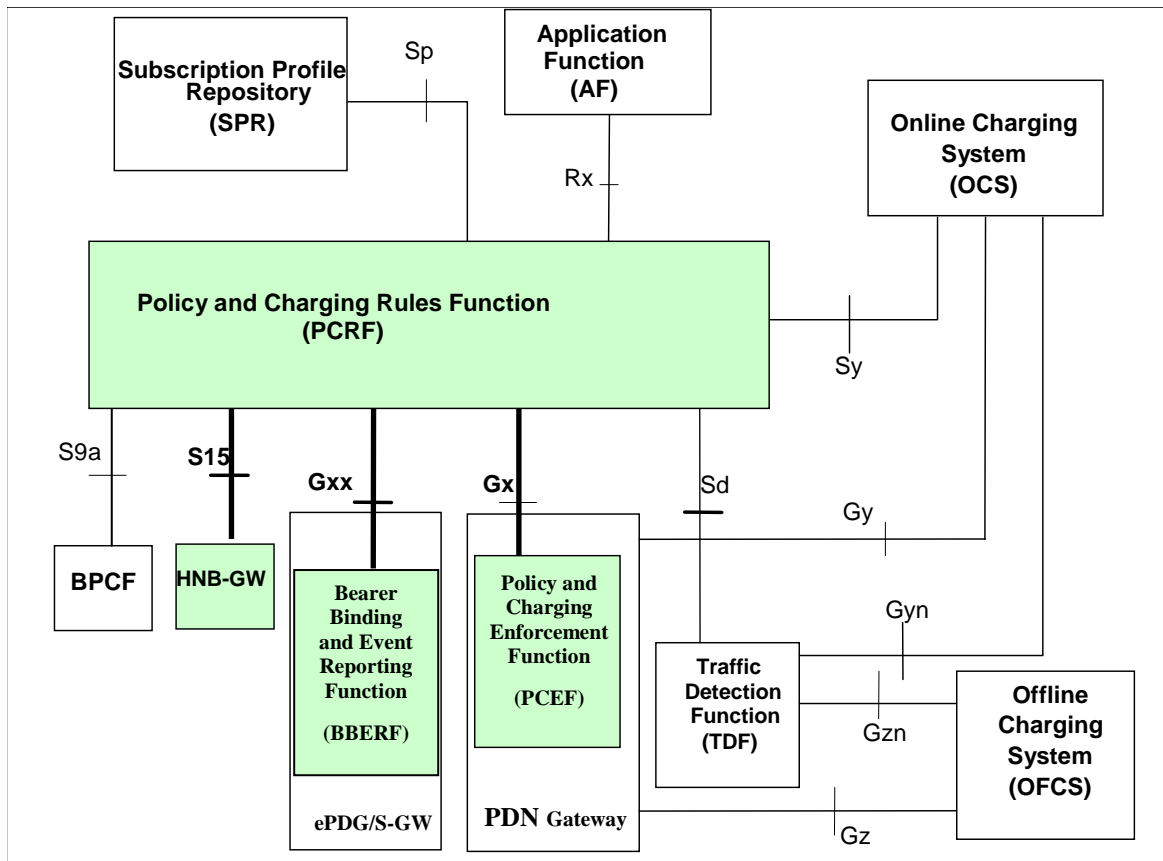 Sp
Subscription Profile
Repository
(SPR)
Application
Function
(AF)
Online Charging
System
(OCS)
Rx
Policy and Charging Rules Function
(PCRF)
Sy
S9a
S15
Gxx
Gx
Sd
Gy
BPCF
HNB-GW
Bearer
Binding
and Event
Reporting
Function
(BBERF)
ePDG/S-GW
Policy and
Charging
Enforcement
Function
(PCEF)
PDN Gateway
Traffic
Detection
Function
(TDF)
Gyn
Gzn
Offline
Charging
System
(OFCS)
Gz